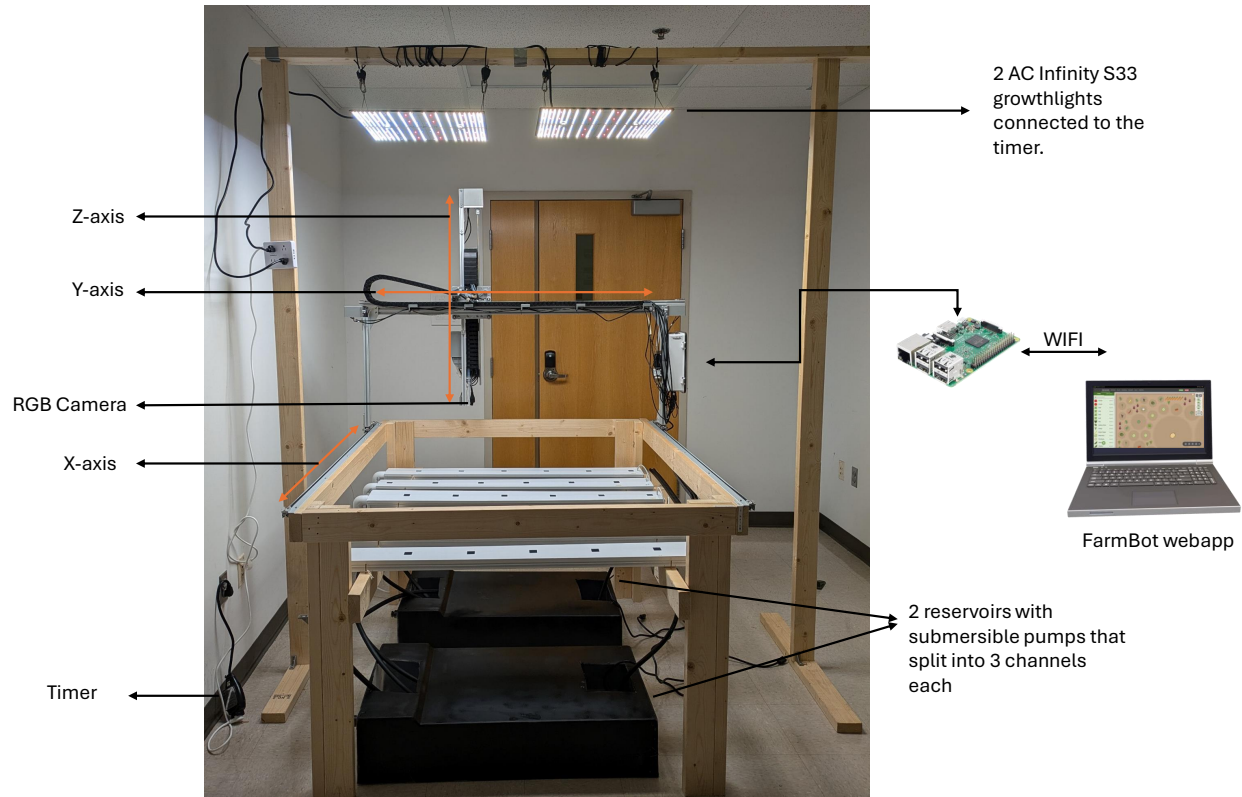 2 AC Infinity S33
growthlights
connected to the
timer.
Z-axis
Y-axis
WIFI
RGB Camera
X-axis
FarmBot webapp
2 reservoirs with
submersible pumps that
split into 3 channels
each
Timer